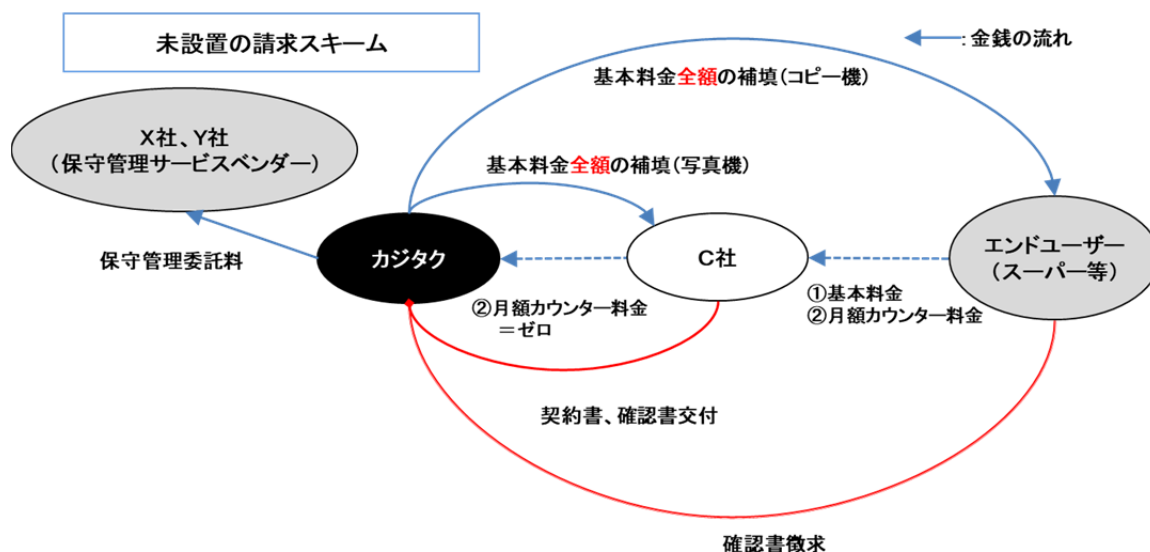 未設置の請求スキーム
:金銭の流れ
基本料金全額の補填(コピー機)
X社、Y社
(保守管理サービスベンダー)
基本料金全額の補填(写真機)
保守管理委託料
カジタク
C社
エンドユーザー
(スーパー等)
②月額カウンター料金
=ゼロ
①基本料金
②月額カウンター料金
契約書、確認書交付
確認書徴求